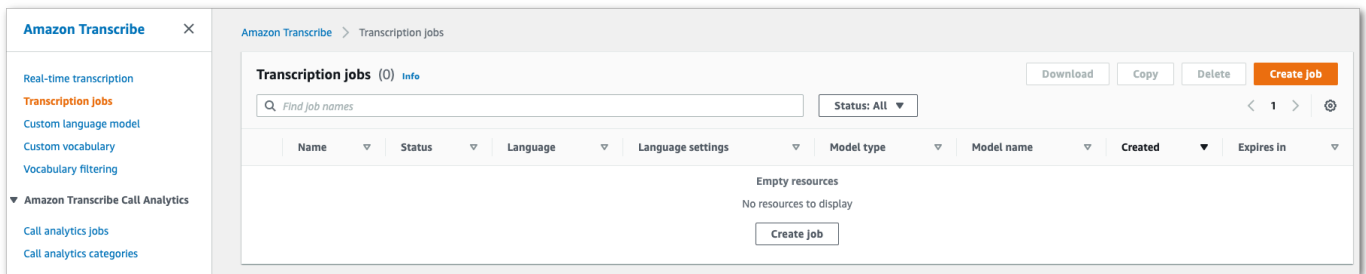 Amazon Transcribe
Real-time transcription
Transcription jobs
Custom language model
Custom vocabulary
Vocabulary filtering
Amazon Transcribe Call Analytics
Call analytics jobs
Call analytics categories
Amazon Transcribe > Transcription jobs
Transcription jobs (0) Info
Download Copy Delete Create job
Find job names Status: All 1
Name Status Language Language settings Model type Model name Created Expires in
Empty resources
No resources to display
Create job